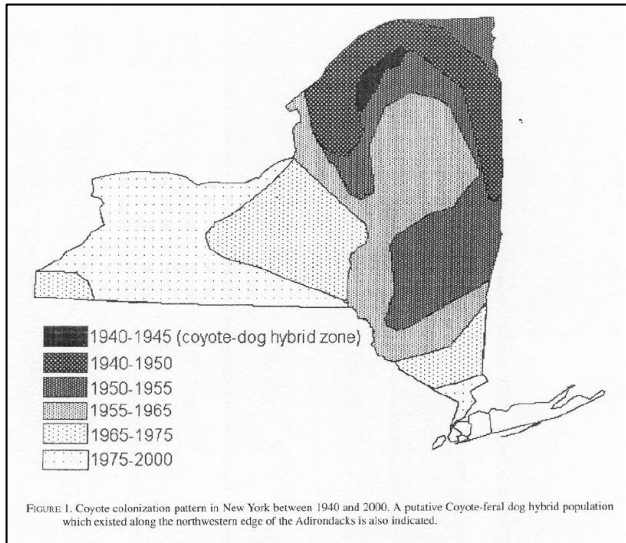 1940-1945 (coyote-dog hybrid zone)
1940-1950
1950-1955
1955-1965
1965-1975
1975-2000
FIGURE 1. Coyote colonization pattern in New York between 1940 and 2000. A putative Coyote-feral dog hybrid population
which existed along the northwestern edge of the Adirondacks is also indicated.